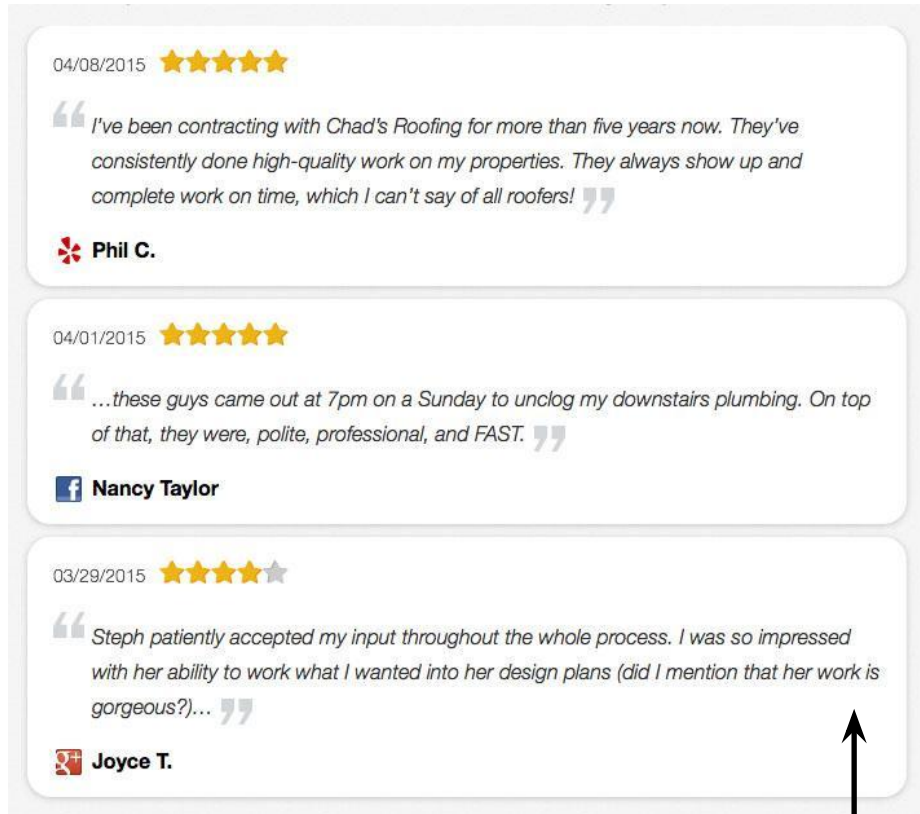 04/08/2015
I've been contracting with Chad's Roofing for more than five years now. They've
consistently done high-quality work on my properties. They always show up and
complete work on time, which I can't say of all roofers!
Phil C.
04/01/2015
…these guys came out at 7pm on a Sunday to unclog my downstairs plumbing. On top
of that, they were, polite, professional, and FAST.
Nancy Taylor
03/29/2015
Steph patiently accepted my input throughout the whole process. I was so impressed
with her ability to work what I wanted into her design plans (did I mention that her work is
gorgeous?)…
Joyce T.